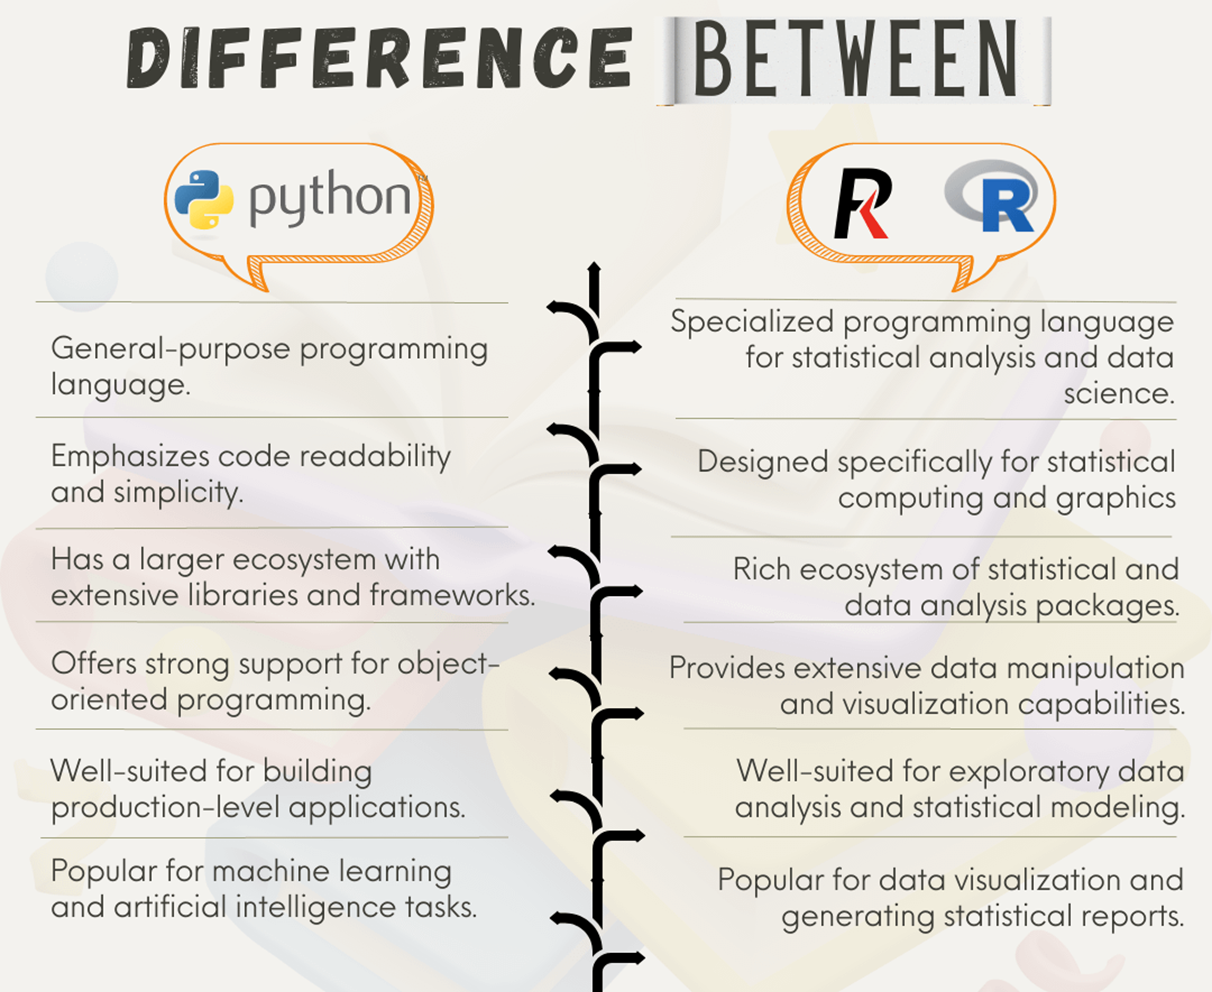 DIFFERENCE BETWEEN
python™
R R
General-purpose programming
language.
Specialized programming language
for statistical analysis and data
science.
Emphasizes code readability
and simplicity.
Designed specifically for statistical
computing and graphics
Has a larger ecosystem with
extensive libraries and frameworks.
Rich ecosystem of statistical and
data analysis packages.
Offers strong support for object-
oriented programming.
Provides extensive data manipulation
and visualization capabilities.
Well-suited for building
production-level applications.
Well-suited for exploratory data
analysis and statistical modeling.
Popular for machine learning
and artificial intelligence tasks.
Popular for data visualization and
generating statistical reports.